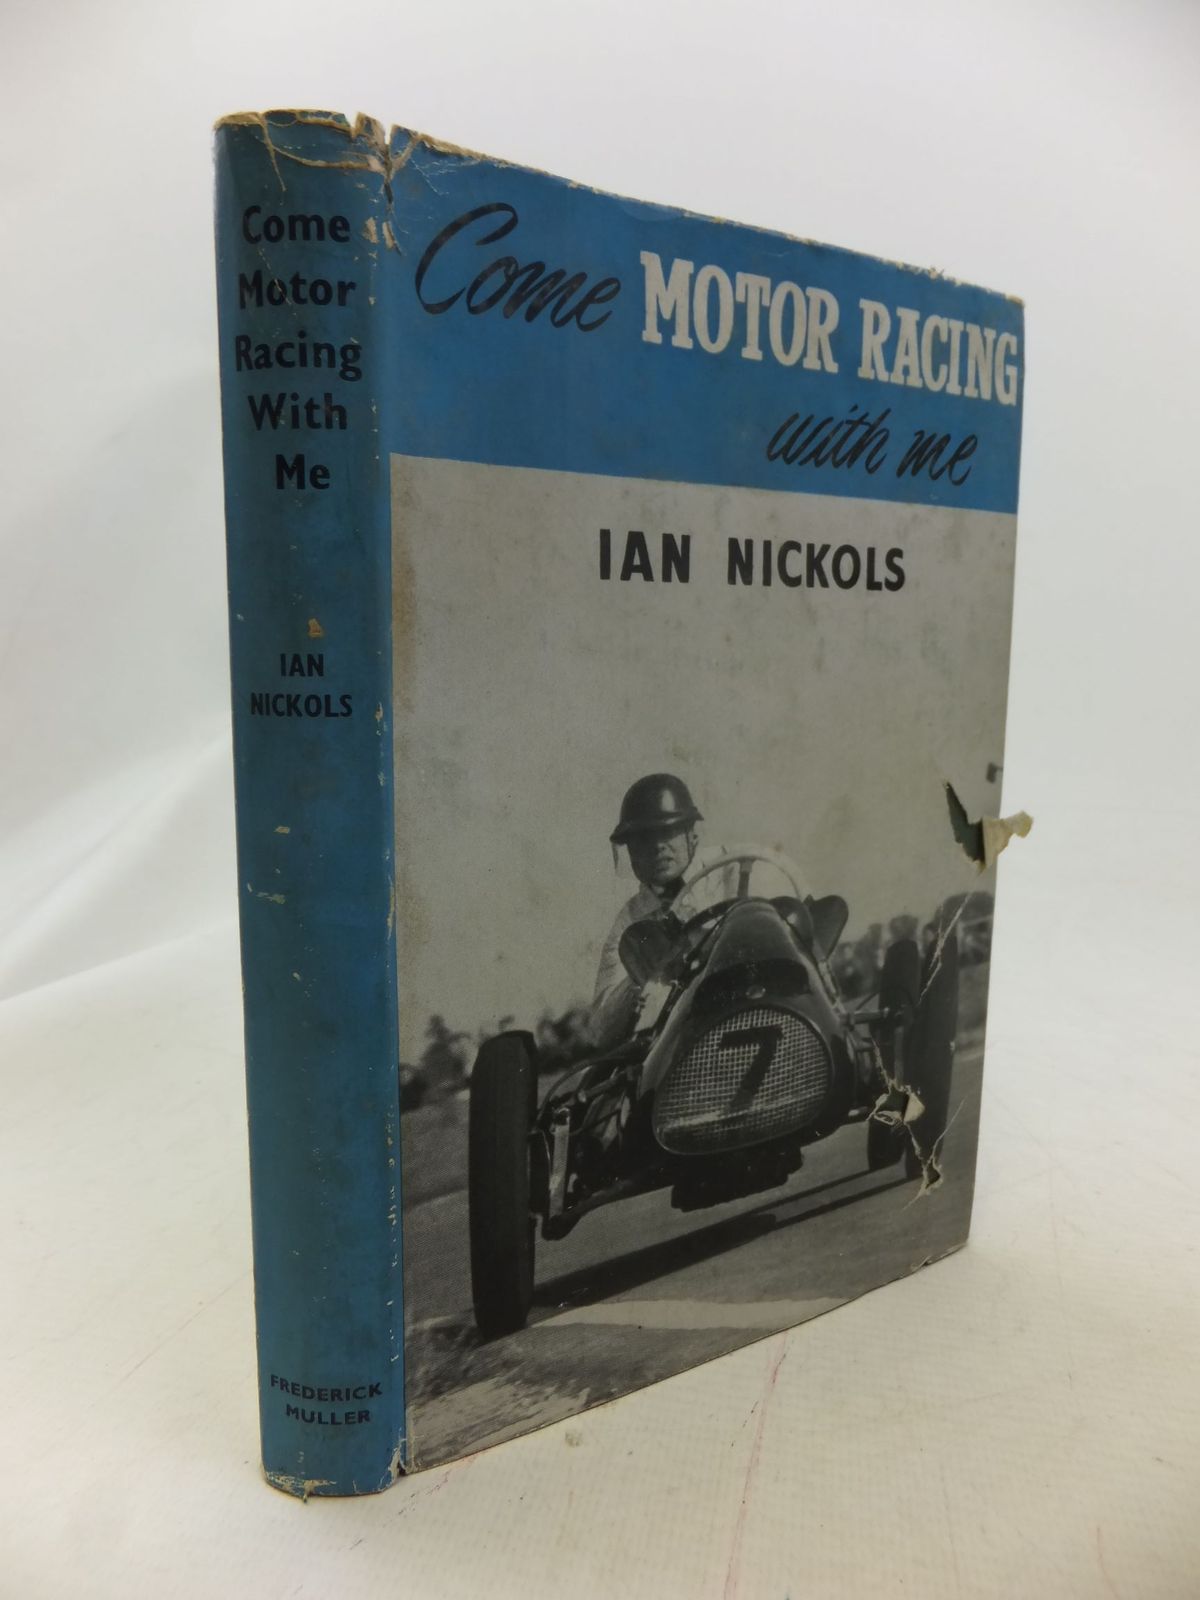 Come
Motor
Racing
With
Me
IAN
NICKOLS
FREDERICK
MULLER
Come MOTOR RACING
with me
IAN NICKOLS
7